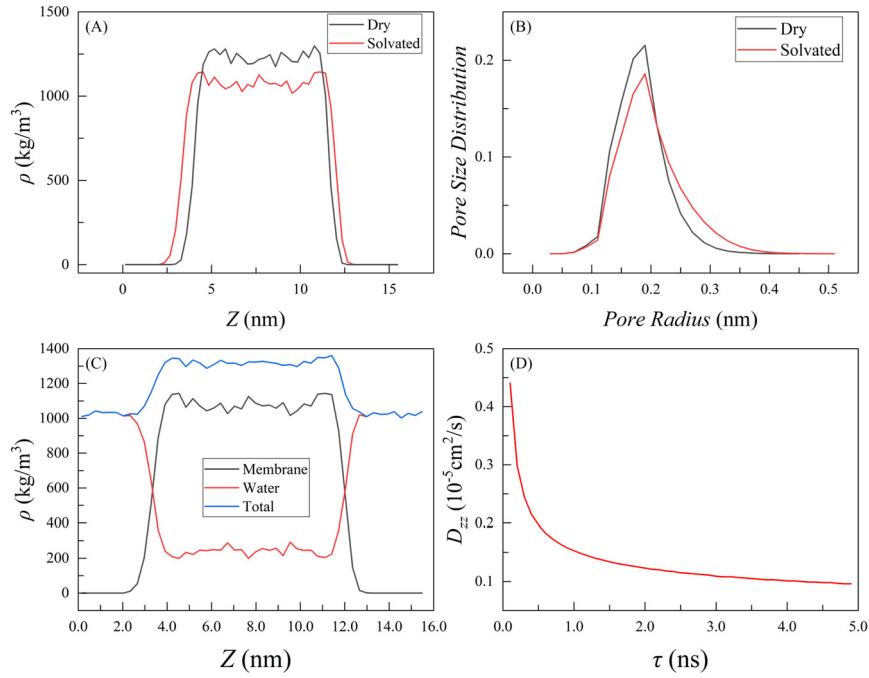 (A)
Dry
Solvated
1500
1000
500
0
ρ (kg/m³)
0 5 10 15
Z (nm)
(B)
Dry
Solvated
0.2
0.1
0.0
Pore Size Distribution
0.0 0.1 0.2 0.3 0.4 0.5
Pore Radius (nm)
(C)
1400
1200
1000
800
600
400
200
0
ρ (kg/m³)
Membrane
Water
Total
0.0 2.0 4.0 6.0 8.0 10.0 12.0 14.0 16.0
Z (nm)
(D)
0.5
0.4
0.3
0.2
0.1
D_zz (10⁻⁵cm²/s)
0.0 1.0 2.0 3.0 4.0 5.0
τ (ns)